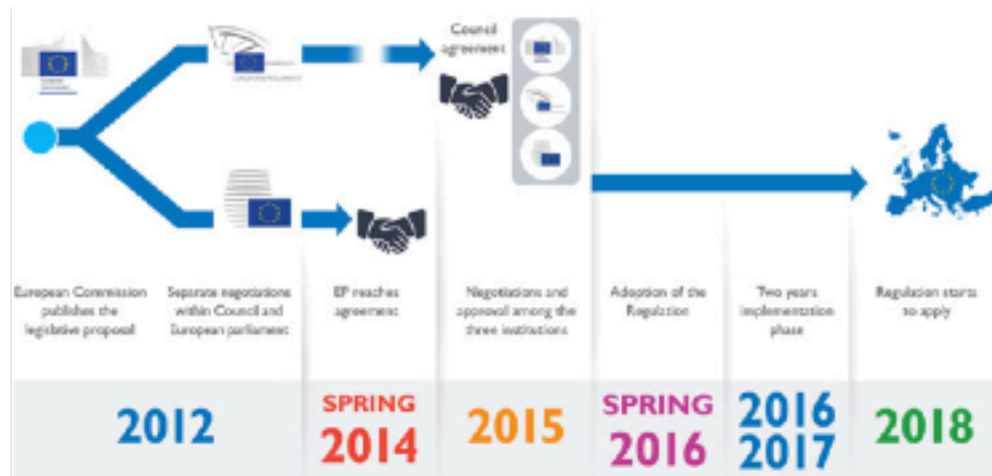 Council
agreement
European Commission
publishes the
legislative proposal
Separate negotiations
within Council and
European parliament
EP reaches
agreement
Negotiations and
approval among the
three institutions
Adoption of the
Regulation
Two years
implementation
phase
Regulation starts
to apply
2012
SPRING
2014
2015
SPRING
2016
2016
2017
2018